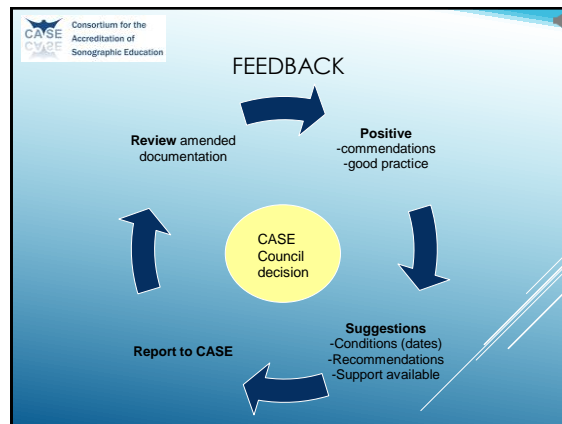 CASE
Consortium for the
Accreditation of
Sonographic Education
FEEDBACK
Review amended
documentation
Positive
-commendations
-good practice
CASE
Council
decision
Suggestions
-Conditions (dates)
-Recommendations
-Support available
Report to CASE